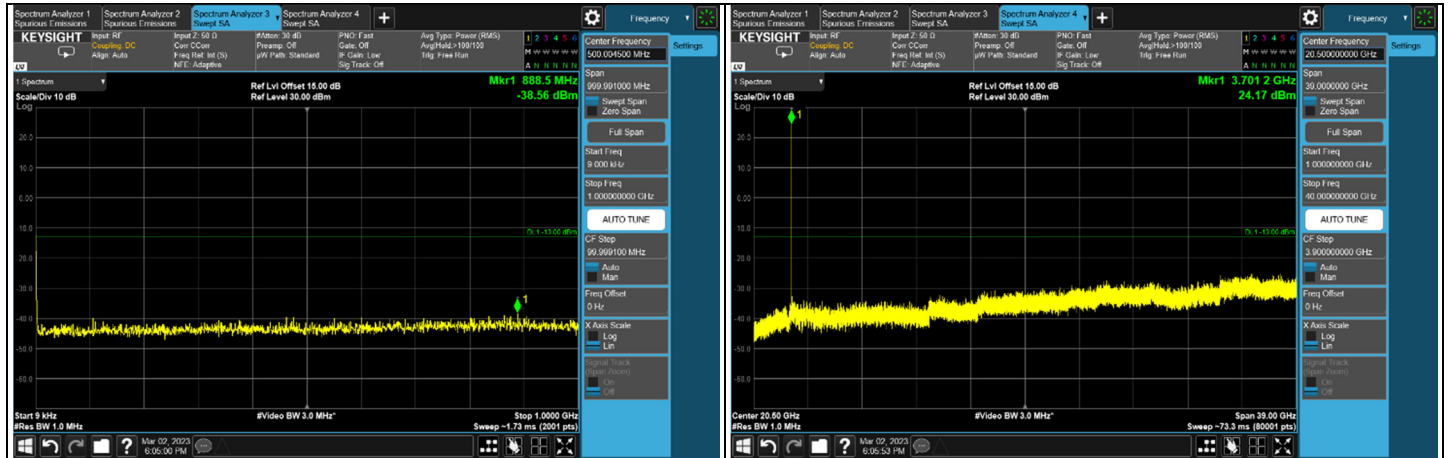 Spectrum Analyzer 1
Spurious Emissions
Spectrum Analyzer 2
Spurious Emissions
Spectrum Analyzer 3
Swept SA
Spectrum Analyzer 4
Swept SA
Frequency
KEYSIGHT
Input: RF
Coupling: DC
Align: Auto
Input Z: 50 Ω
Corr CCorr
Freq Ref: Int (S)
NFE: Adaptive
#Atten: 30 dB
Preamp: Off
µW Path: Standard
PNO: Fast
Gate: Off
IF Gain: Low
Sig Track: Off
Avg Type: Power (RMS)
Avg|Hold:>100/100
Trig: Free Run
1 2 3 4 5 6
M W W W W W
A N N N N N
LXI
1 Spectrum
Scale/Div 10 dB
Log
Ref Lvl Offset 15.00 dB
Ref Level 30.00 dBm
Mkr1 888.5 MHz
-38.56 dBm
20.0
10.0
0.00
-10.0
-20.0
-30.0
-40.0
-50.0
-60.0
DL1 -13.00 dBm
1
Start 9 kHz
#Res BW 1.0 MHz
#Video BW 3.0 MHz*
Stop 1.0000 GHz
Sweep ~1.73 ms (2001 pts)
Mar 02, 2023
6:05:00 PM
Center Frequency
500.004500 MHz
Settings
Span
999.991000 MHz
Swept Span
Zero Span
Full Span
Start Freq
9.000 kHz
Stop Freq
1.000000000 GHz
AUTO TUNE
CF Step
99.999100 MHz
Auto
Man
Freq Offset
0 Hz
X Axis Scale
Log
Lin
Signal Track
(Span Zoom)
On
Off
Spectrum Analyzer 1
Spurious Emissions
Spectrum Analyzer 2
Spurious Emissions
Spectrum Analyzer 3
Swept SA
Spectrum Analyzer 4
Swept SA
Frequency
KEYSIGHT
Input: RF
Coupling: DC
Align: Auto
Input Z: 50 Ω
Corr CCorr
Freq Ref: Int (S)
NFE: Adaptive
#Atten: 30 dB
Preamp: Off
µW Path: Standard
PNO: Fast
Gate: Off
IF Gain: Low
Sig Track: Off
Avg Type: Power (RMS)
Avg|Hold:>100/100
Trig: Free Run
1 2 3 4 5 6
M W W W W W
A N N N N N
LXI
1 Spectrum
Scale/Div 10 dB
Log
Ref Lvl Offset 15.00 dB
Ref Level 30.00 dBm
Mkr1 3.701 2 GHz
24.17 dBm
20.0
10.0
0.00
-10.0
-20.0
-30.0
-40.0
-50.0
-60.0
DL1 -13.00 dBm
1
Center 20.50 GHz
#Res BW 1.0 MHz
#Video BW 3.0 MHz*
Span 39.00 GHz
Sweep ~73.3 ms (80001 pts)
Mar 02, 2023
6:05:53 PM
Center Frequency
20.500000000 GHz
Settings
Span
39.0000000 GHz
Swept Span
Zero Span
Full Span
Start Freq
1.000000000 GHz
Stop Freq
40.000000000 GHz
AUTO TUNE
CF Step
3.900000000 GHz
Auto
Man
Freq Offset
0 Hz
X Axis Scale
Log
Lin
Signal Track
(Span Zoom)
On
Off